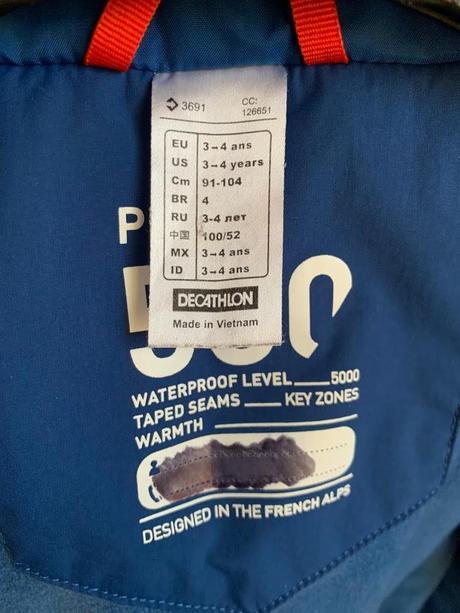 3691 CC: 126651
EU 3-4 ans
US 3-4 years
Cm 91-104
BR 4
RU 3-4 лет
中国 100/52
MX 3-4 ans
ID 3-4 ans
DECATHLON
Made in Vietnam
P
500
WATERPROOF LEVEL 5000
TAPED SEAMS KEY ZONES
WARMTH
DESIGNED IN THE FRENCH ALPS